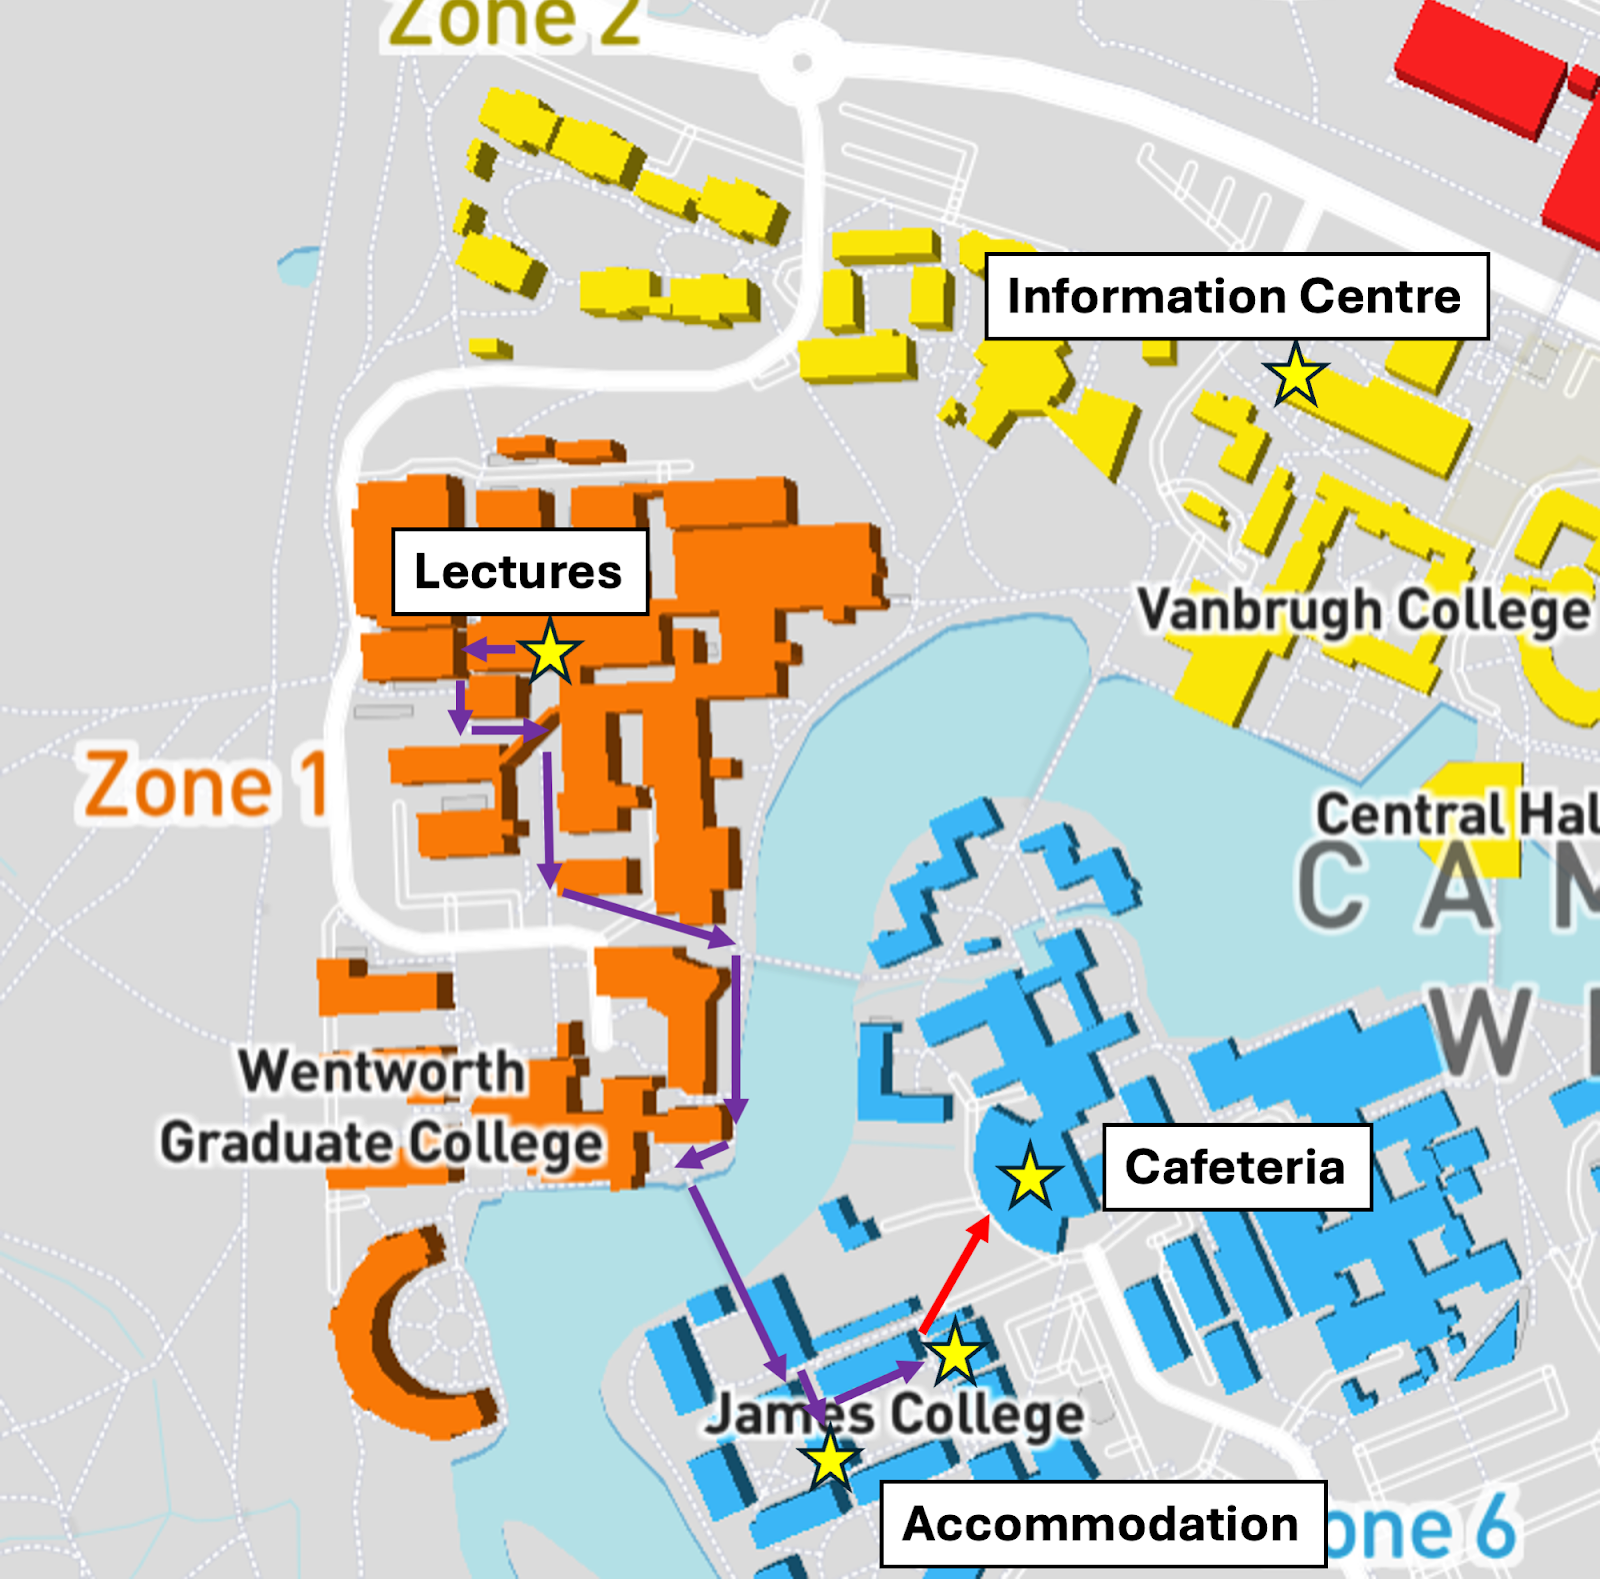 Zone 2
Information Centre
Lectures
Vanbrugh College
Zone 1
Central Hal
CAM
W
Wentworth
Graduate College
Cafeteria
James College
Accommodation
one 6